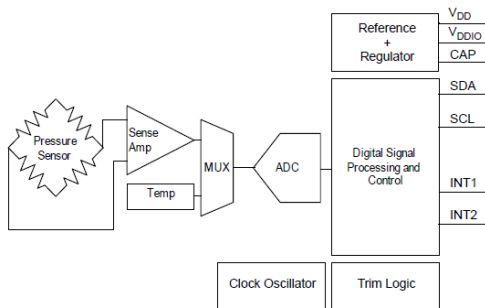 Reference
+
Regulator
VDD
VDDIO
CAP
Pressure
Sensor
Sense
Amp
Temp
MUX
ADC
Digital Signal
Processing and
Control
SDA
SCL
INT1
INT2
Clock Oscillator
Trim Logic